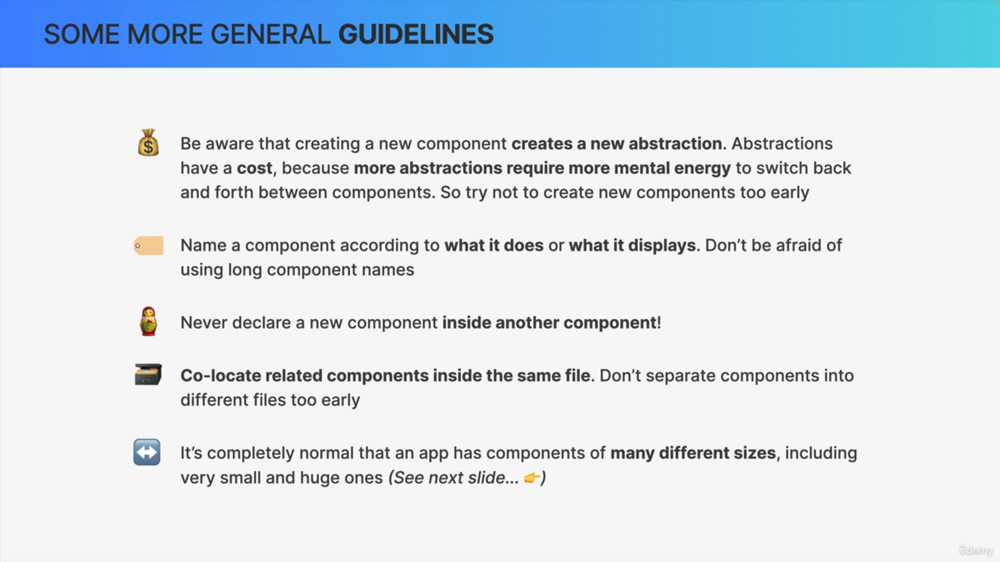 SOME MORE GENERAL GUIDELINES
Be aware that creating a new component creates a new abstraction. Abstractions
have a cost, because more abstractions require more mental energy to switch back
and forth between components. So try not to create new components too early
Name a component according to what it does or what it displays. Don’t be afraid of
using long component names
Never declare a new component inside another component!
Co-locate related components inside the same file. Don’t separate components into
different files too early
It’s completely normal that an app has components of many different sizes, including
very small and huge ones (See next slide... 👉)
ûdemy